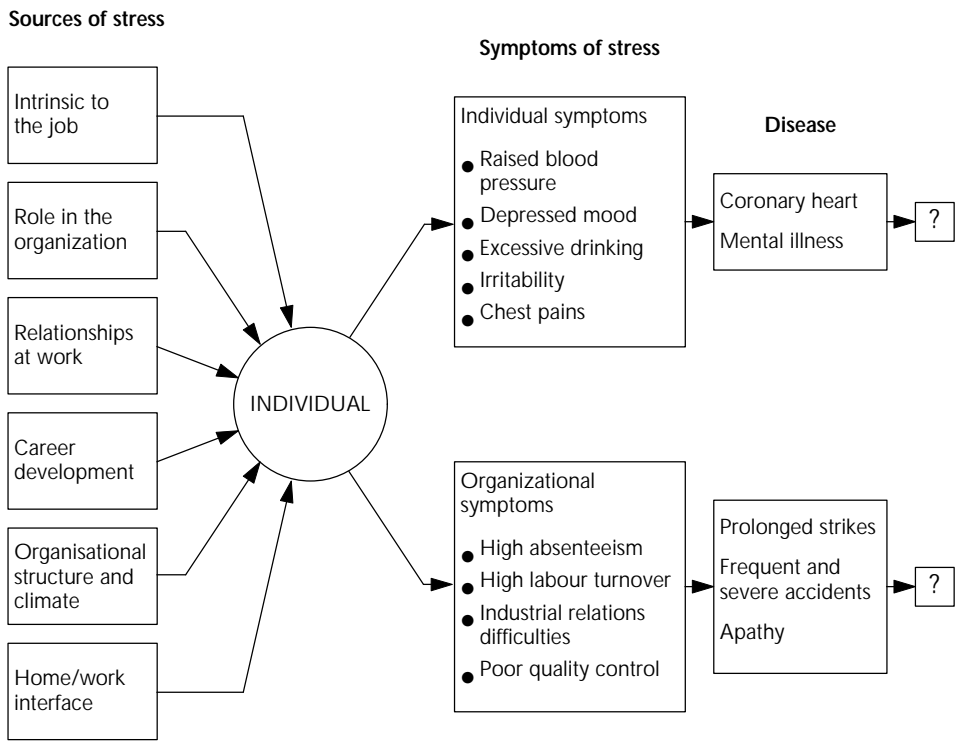 Sources of stress
Intrinsic to
the job
Role in the
organization
Relationships
at work
Career
development
Organisational
structure and
climate
Home/work
interface
INDIVIDUAL
Symptoms of stress
Individual symptoms
● Raised blood
pressure
● Depressed mood
● Excessive drinking
● Irritability
● Chest pains
Organizational
symptoms
● High absenteeism
● High labour turnover
● Industrial relations
difficulties
● Poor quality control
Disease
Coronary heart
Mental illness
?
Prolonged strikes
Frequent and
severe accidents
Apathy
?